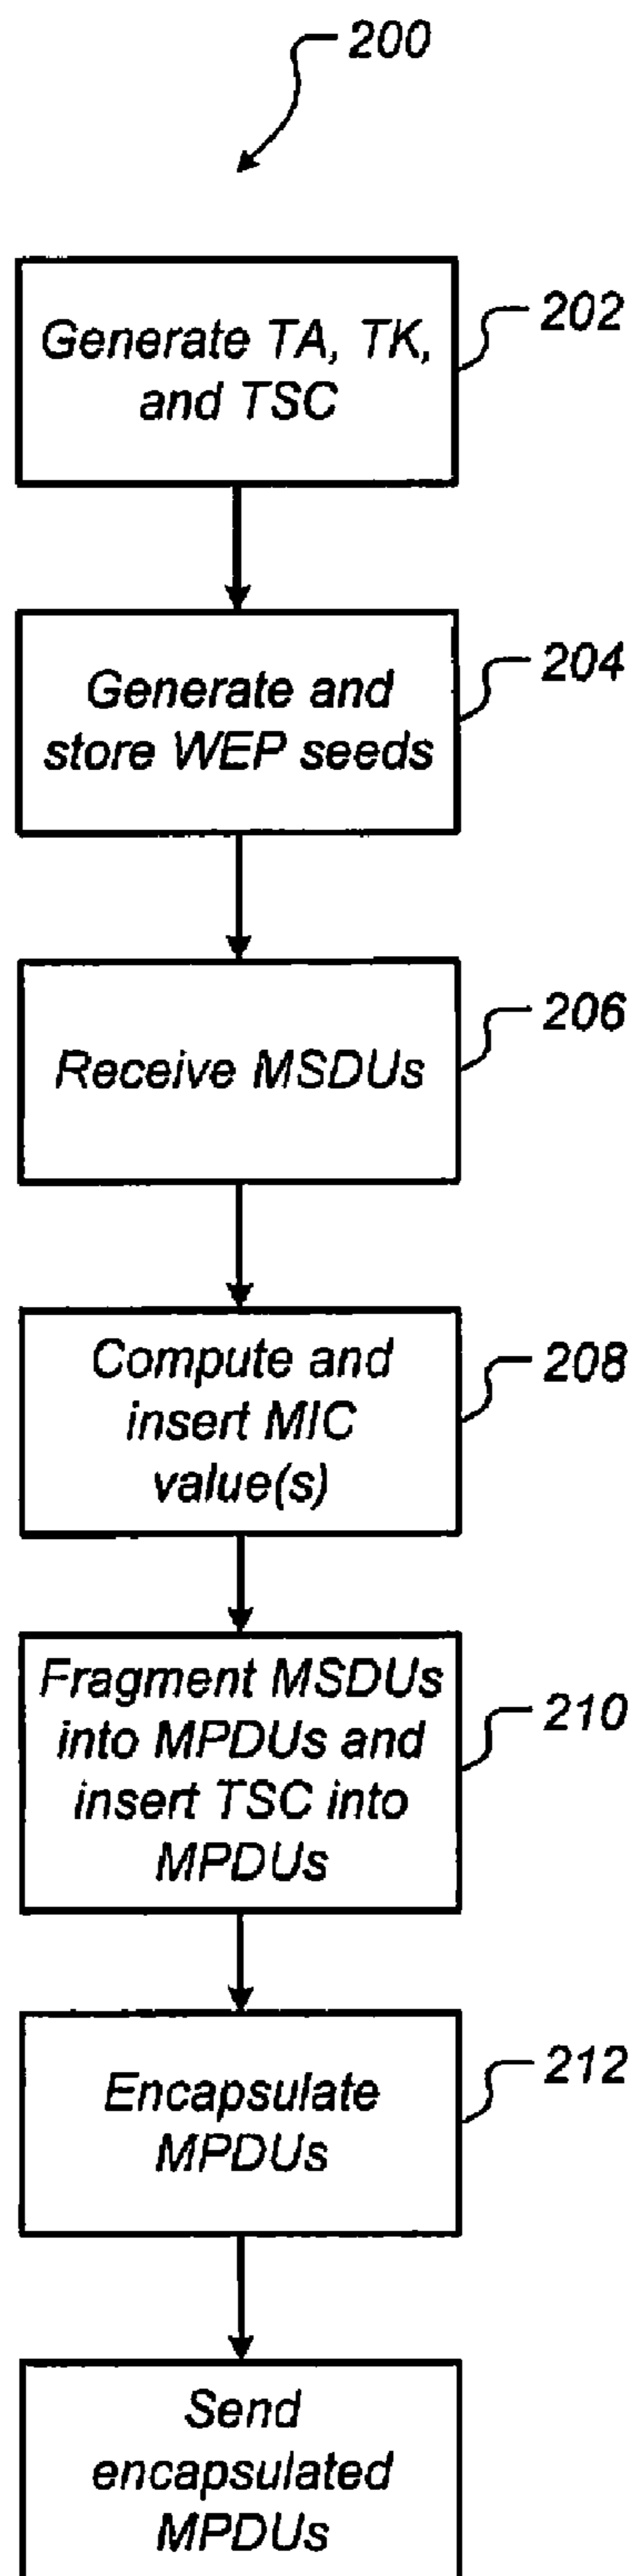 200
Generate TA, TK,
and TSC
202
Generate and
store WEP seeds
204
Receive MSDUs
206
Compute and
insert MIC
value(s)
208
Fragment MSDUs
into MPDUs and
insert TSC into
MPDUs
210
Encapsulate
MPDUs
212
Send
encapsulated
MPDUs